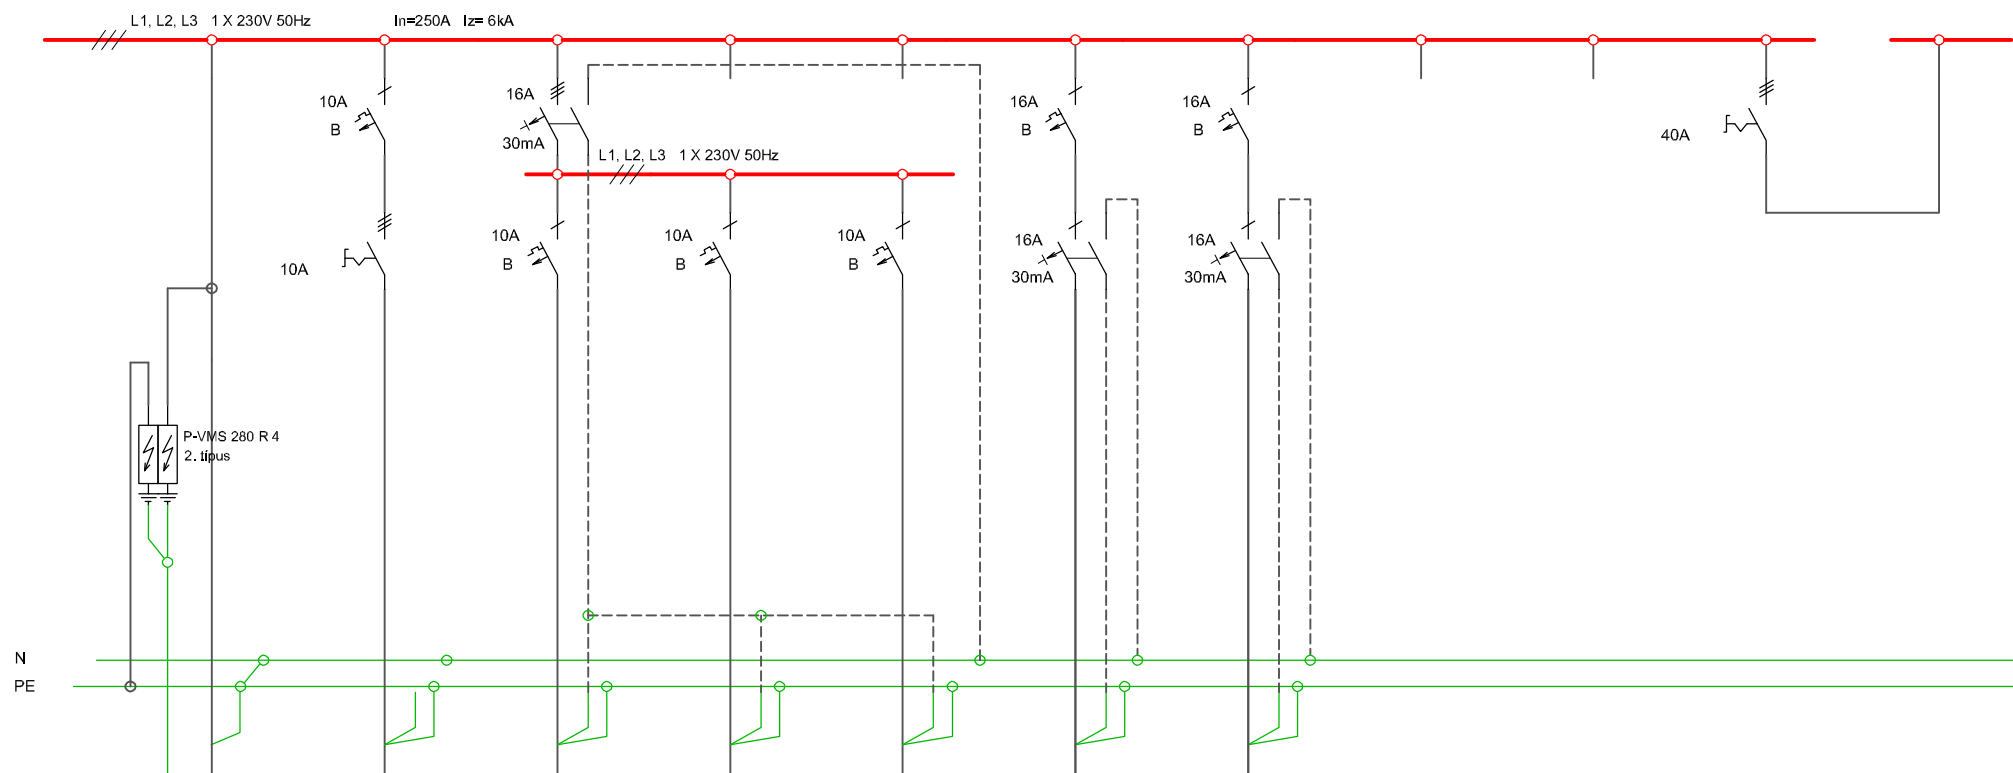 L1, L2, L3 1 X 230V 50Hz In=250A Iz= 6kA
10A
B
16A
30mA
16A
B
16A
B
40A
L1, L2, L3 1 X 230V 50Hz
10A
10A
B
10A
B
10A
B
16A
30mA
16A
30mA
P-VMS 280 R 4
2. típus
N
PE